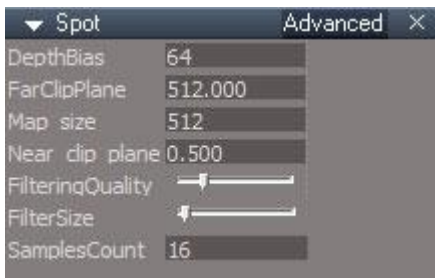 Spot Advanced
DepthBias 64
FarClipPlane 512.000
Map size 512
Near clip plane 0.500
FilteringQuality
FilterSize
SamplesCount 16